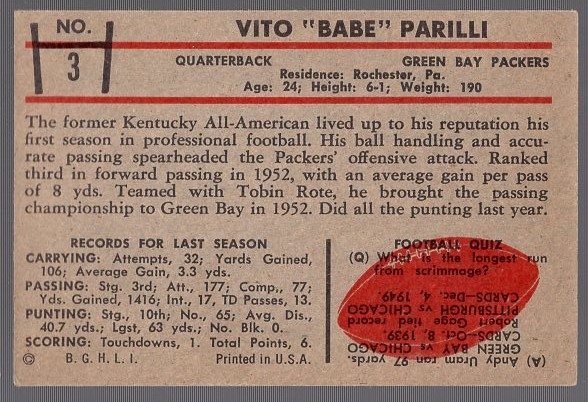 NO.
3
VITO "BABE" PARILLI
QUARTERBACK
GREEN BAY PACKERS
Residence: Rochester, Pa.
Age: 24; Height: 6-1; Weight: 190
The former Kentucky All-American lived up to his reputation his
first season in professional football. His ball handling and accu-
rate passing spearheaded the Packers' offensive attack. Ranked
third in forward passing in 1952, with an average gain per pass
of 8 yds. Teamed with Tobin Rote, he brought the passing
championship to Green Bay in 1952. Did all the punting last year.
RECORDS FOR LAST SEASON
CARRYING: Attempts, 32; Yards Gained,
106; Average Gain, 3.3 yds.
PASSING: Stg. 3rd; Att., 177; Comp., 77;
Yds. Gained, 1416; Int., 17, TD Passes, 13.
PUNTING: Stg., 10th; No., 65; Avg. Dis.,
40.7 yds.; Lgst, 63 yds.; No. Blk. 0.
SCORING: Touchdowns, 1. Total Points, 6.
© B. G. H. L. I. Printed in U.S.A.
FOOTBALL QUIZ
(Q) What is the longest run
from scrimmage?
(A) Andy Uram ran 97 yards.
GREEN BAY vs CHICAGO
CARDS—Oct. 8, 1939.
Robert Gage tied record
PITTSBURGH vs CHICAGO
CARDS—Dec. 4, 1949.